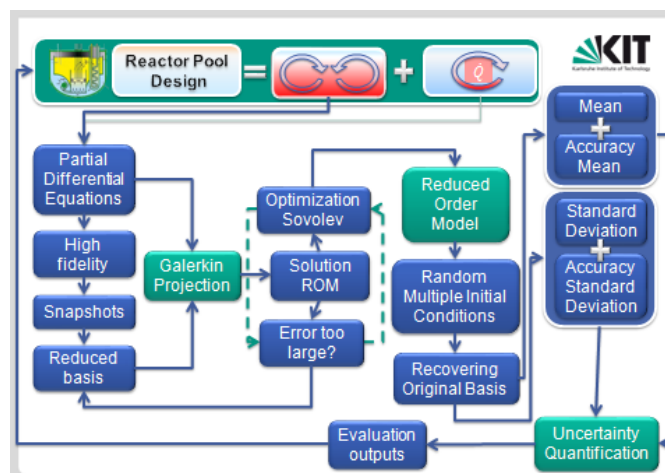 Reactor Pool
Design
=
+
Q̇
KIT
Karlsruhe Institute of Technology
Partial
Differential
Equations
High
fidelity
Snapshots
Reduced
basis
Galerkin
Projection
Optimization
Sovolev
Solution
ROM
Error too
large?
Reduced
Order
Model
Random
Multiple Initial
Conditions
Recovering
Original Basis
Mean
+
Accuracy
Mean
Standard
Deviation
+
Accuracy
Standard
Deviation
Uncertainty
Quantification
Evaluation
outputs